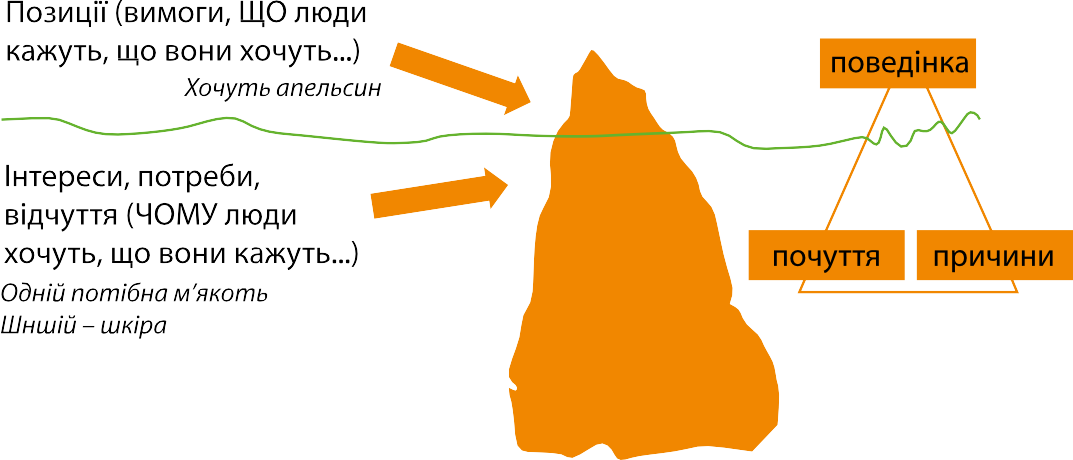 Позиції (вимоги, ЩО люди
кажуть, що вони хочуть...)
Хочуть апельсин
Інтереси, потреби,
відчуття (ЧОМУ люди
хочуть, що вони кажуть...)
Одній потібна м’якоть
Шншій – шкіра
поведінка
почуття
причини